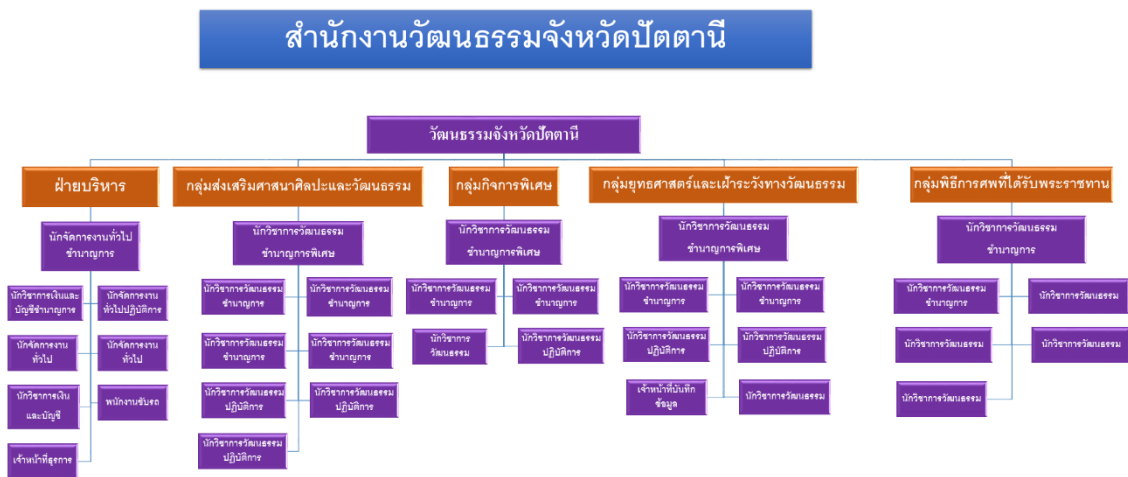 สำนักงานวัฒนธรรมจังหวัดปัตตานี
วัฒนธรรมจังหวัดปัตตานี
ฝ่ายบริหาร
กลุ่มส่งเสริมศาสนาศิลปะและวัฒนธรรม
กลุ่มกิจการพิเศษ
กลุ่มยุทธศาสตร์และเฝ้าระวังทางวัฒนธรรม
กลุ่มพิธีการศพที่ได้รับพระราชทาน
นักจัดการงานทั่วไป
ชำนาญการ
นักวิชาการเงินและ
บัญชีชำนาญการ
นักจัดการงาน
ทั่วไปปฏิบัติการ
นักจัดการงาน
ทั่วไป
นักจัดการงาน
ทั่วไป
นักวิชาการเงิน
และบัญชี
พนักงานขับรถ
เจ้าหน้าที่ธุรการ
นักวิชาการวัฒนธรรม
ชำนาญการพิเศษ
นักวิชาการวัฒนธรรม
ชำนาญการ
นักวิชาการวัฒนธรรม
ชำนาญการ
นักวิชาการวัฒนธรรม
ชำนาญการ
นักวิชาการวัฒนธรรม
ชำนาญการ
นักวิชาการวัฒนธรรม
ปฏิบัติการ
นักวิชาการวัฒนธรรม
ปฏิบัติการ
นักวิชาการวัฒนธรรม
ปฏิบัติการ
นักวิชาการวัฒนธรรม
ชำนาญการพิเศษ
นักวิชาการวัฒนธรรม
ชำนาญการ
นักวิชาการวัฒนธรรม
ชำนาญการ
นักวิชาการ
วัฒนธรรม
นักวิชาการวัฒนธรรม
ปฏิบัติการ
นักวิชาการวัฒนธรรม
ชำนาญการพิเศษ
นักวิชาการวัฒนธรรม
ชำนาญการ
นักวิชาการวัฒนธรรม
ชำนาญการ
นักวิชาการวัฒนธรรม
ปฏิบัติการ
นักวิชาการวัฒนธรรม
ปฏิบัติการ
เจ้าหน้าที่บันทึก
ข้อมูล
นักวิชาการวัฒนธรรม
นักวิชาการวัฒนธรรม
ชำนาญการ
นักวิชาการวัฒนธรรม
ชำนาญการ
นักวิชาการวัฒนธรรม
นักวิชาการวัฒนธรรม
นักวิชาการวัฒนธรรม
นักวิชาการวัฒนธรรม